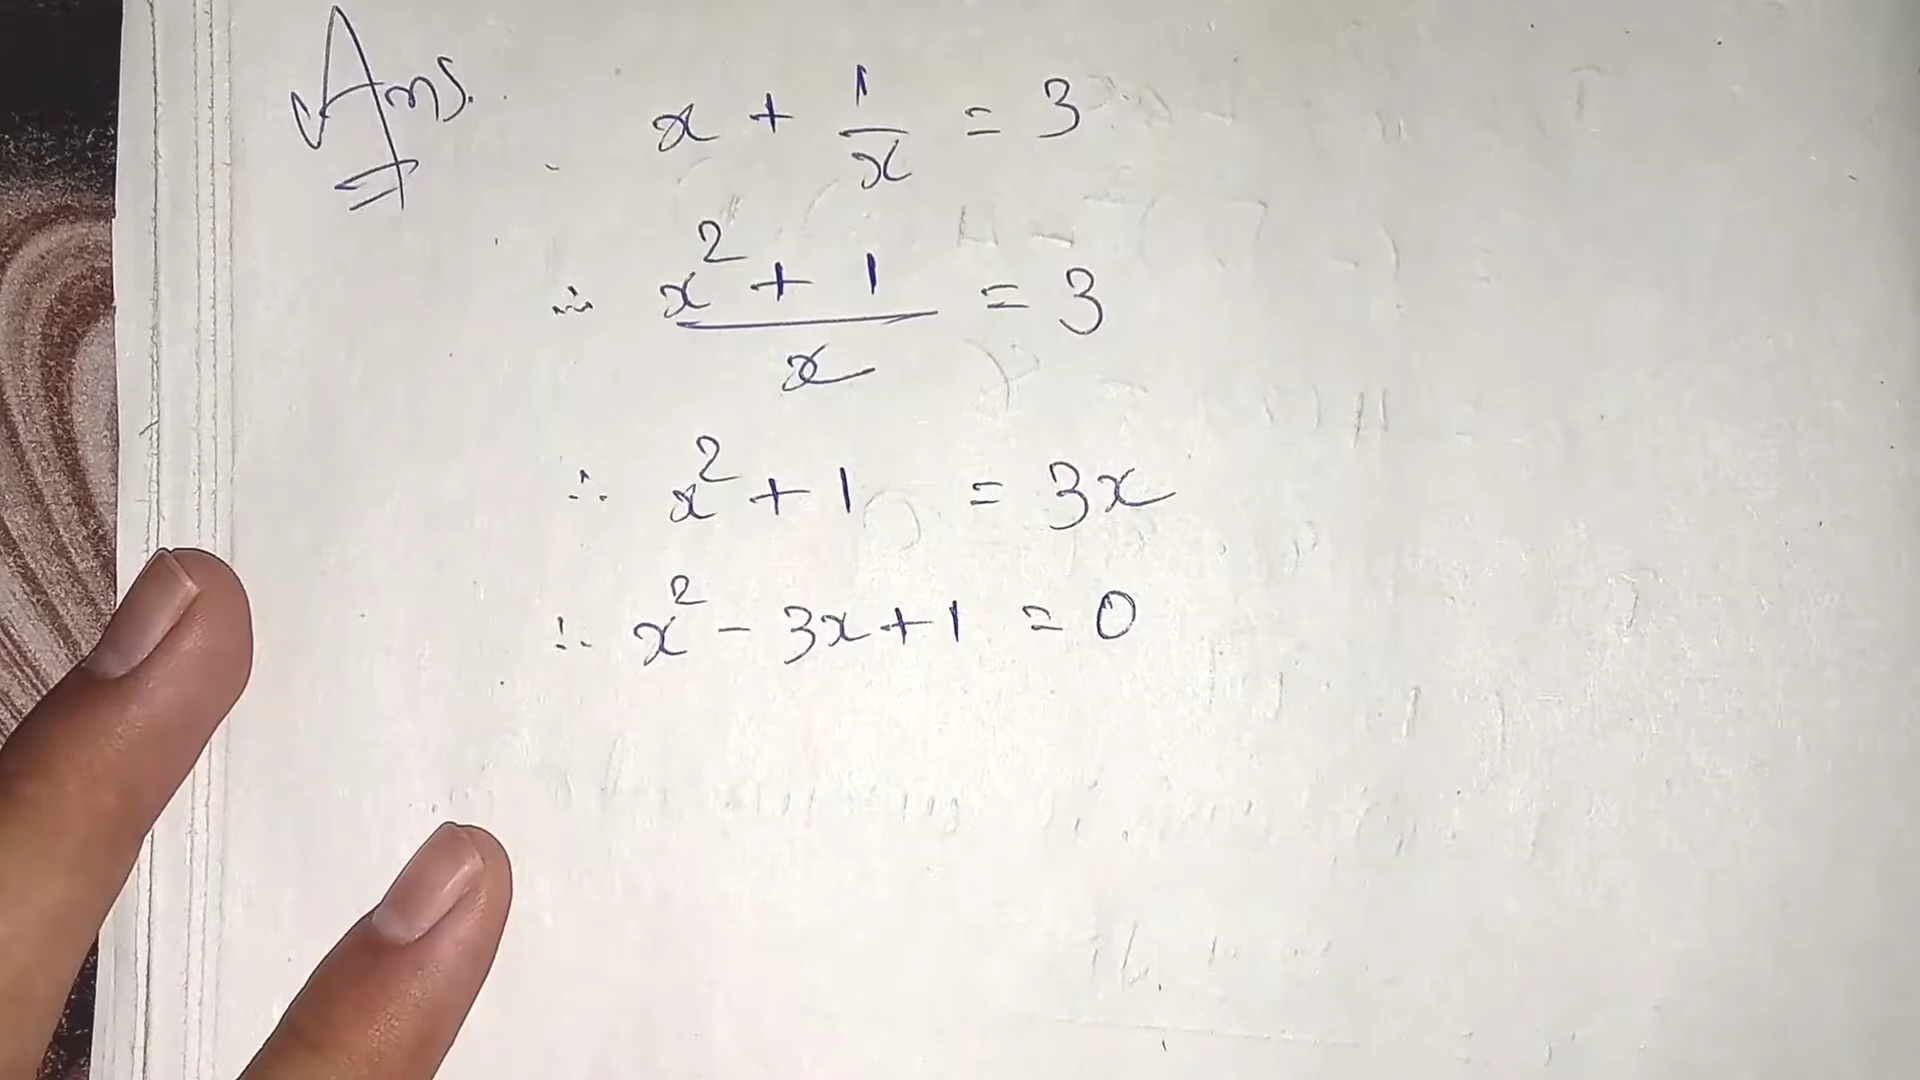 Ans. x + 1/x = 3
∴ x² + 1 / x = 3
∴ x² + 1 = 3x
∴ x² - 3x + 1 = 0